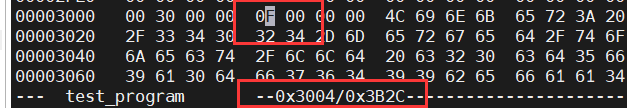 00003000 00 30 00 00 0F 00 00 00 4C 69 6E 6B 65 72 3A 20
00003020 2F 33 34 30 32 34 2D 6D 65 72 67 65 64 2F 74 6F
00003040 6A 65 63 74 2F 6C 6C 64 20 63 32 30 63 64 35 66
00003060 39 61 30 64 66 37 36 34 39 39 62 65 66 61 61 34
--- test_program --0x3004/0x3B2C--